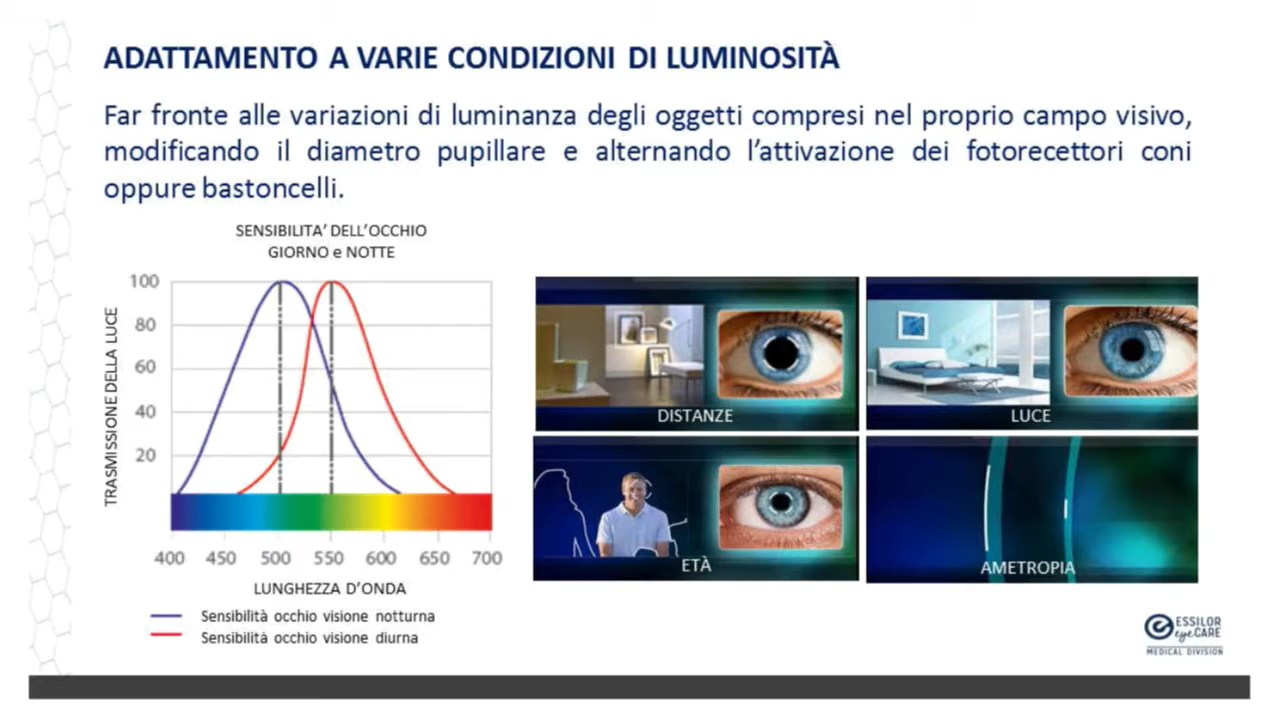 ADATTAMENTO A VARIE CONDIZIONI DI LUMINOSITÀ
Far fronte alle variazioni di luminanza degli oggetti compresi nel proprio campo visivo,
modificando il diametro pupillare e alternando l'attivazione dei fotorecettori coni
oppure bastoncelli.
SENSIBILITA' DELL'OCCHIO
GIORNO e NOTTE
TRASMISSIONE DELLA LUCE
100
80
60
40
20
400 450 500 550 600 650 700
LUNGHEZZA D'ONDA
Sensibilità occhio visione notturna
Sensibilità occhio visione diurna
DISTANZE
LUCE
ETÀ
AMETROPIA
ESSILOR
eyeCARE
MEDICAL DIVISION